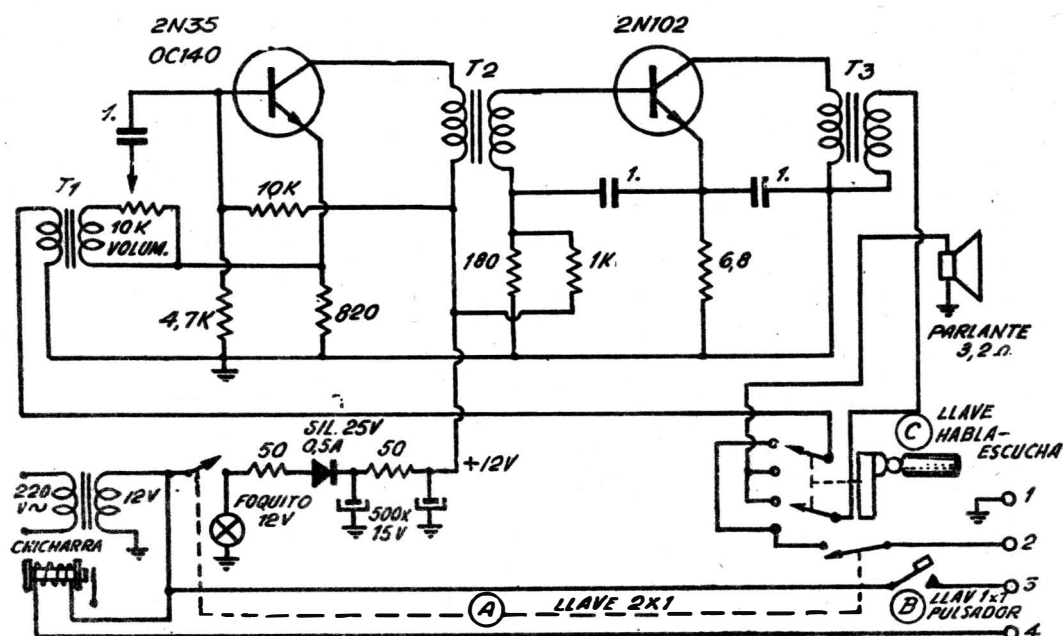 2N35
OC140
2N102
T2
T3
1.
T1
10K
VOLUM.
10K
1.
1.
180
1K
6,8
4,7K
820
PARLANTE
3,2Ω
SIL. 25V
0,5A
50
50
+12V
C
LLAVE
HABLA-
ESCUCHA
220
V~
12V
FOQUITO
12V
500x
15V
CHICHARRA
1
2
3
4
A
LLAVE 2X1
B
LLAV 1x1
PULSADOR